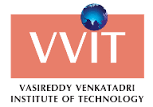 VVIT
VASIREDDY VENKATADRI
INSTITUTE OF TECHNOLOGY